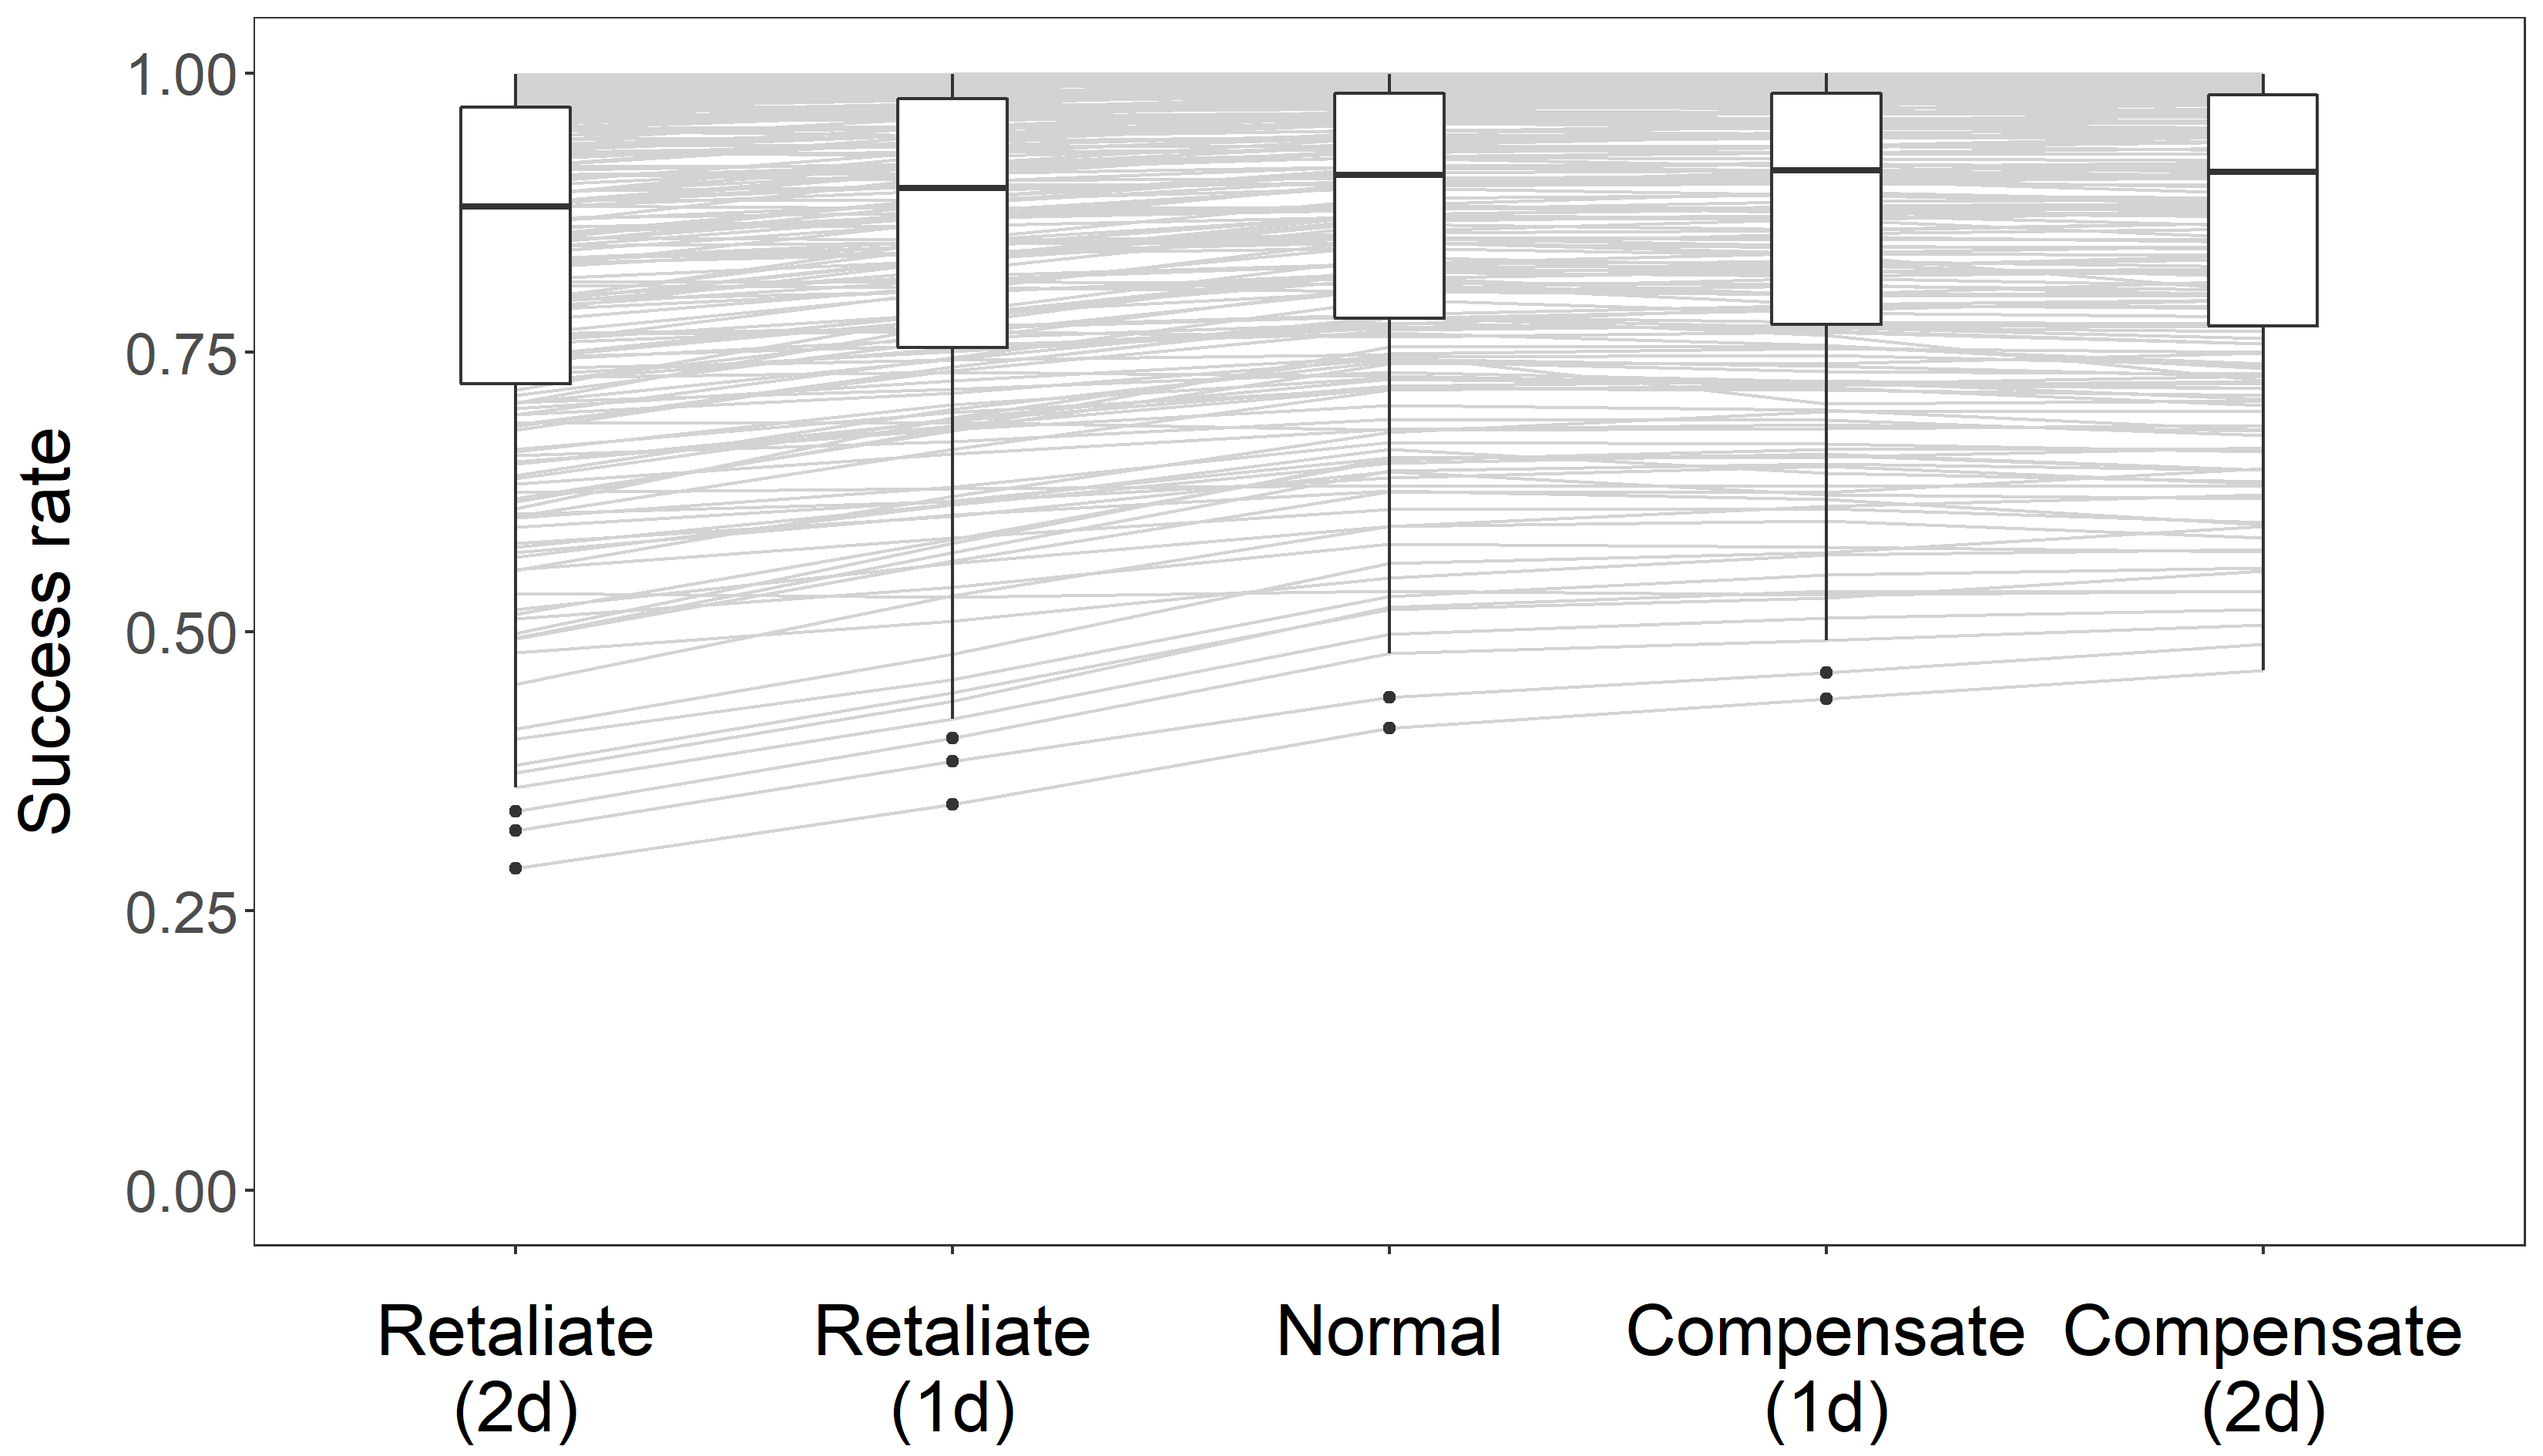 Success rate
1.00
0.75
0.50
0.25
0.00
Retaliate
(2d)
Retaliate
(1d)
Normal
Compensate
(1d)
Compensate
(2d)